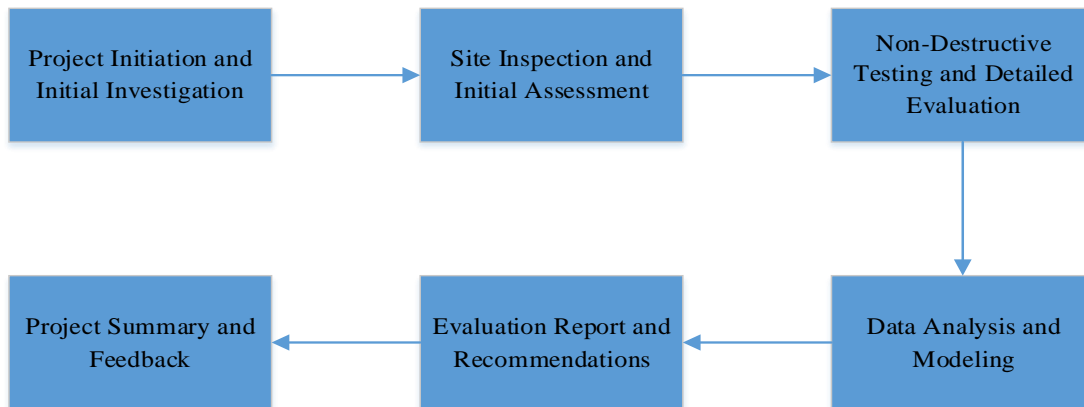 Project Initiation and
Initial Investigation
Site Inspection and
Initial Assessment
Non-Destructive
Testing and Detailed
Evaluation
Data Analysis and
Modeling
Evaluation Report and
Recommendations
Project Summary and
Feedback